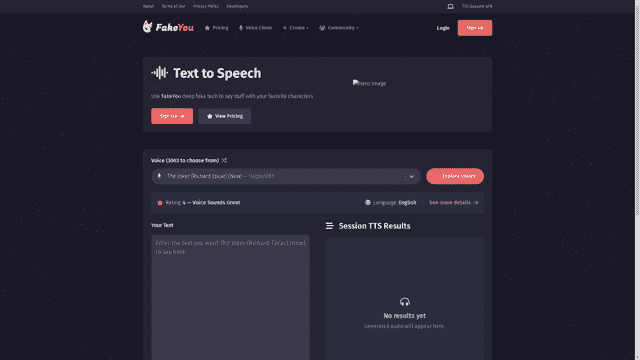 About Terms of Use Privacy Policy Developers
FakeYou Pricing Voice Clone Create Community Login Sign Up
Text to Speech
Hero Image
Use FakeYou deep fake tech to say stuff with your favorite characters.
Sign Up View Pricing
Voice (3003 to choose from)
The Joker (Richard Epcar) (New) —
Explore Voices
Rating: 4 — Voice Sounds Great Language: English See more details
Your Text
Session TTS Results
Enter the text you want The Joker (Richard Epcar) (New)
to say here.
No results yet
Generated audio will appear here.